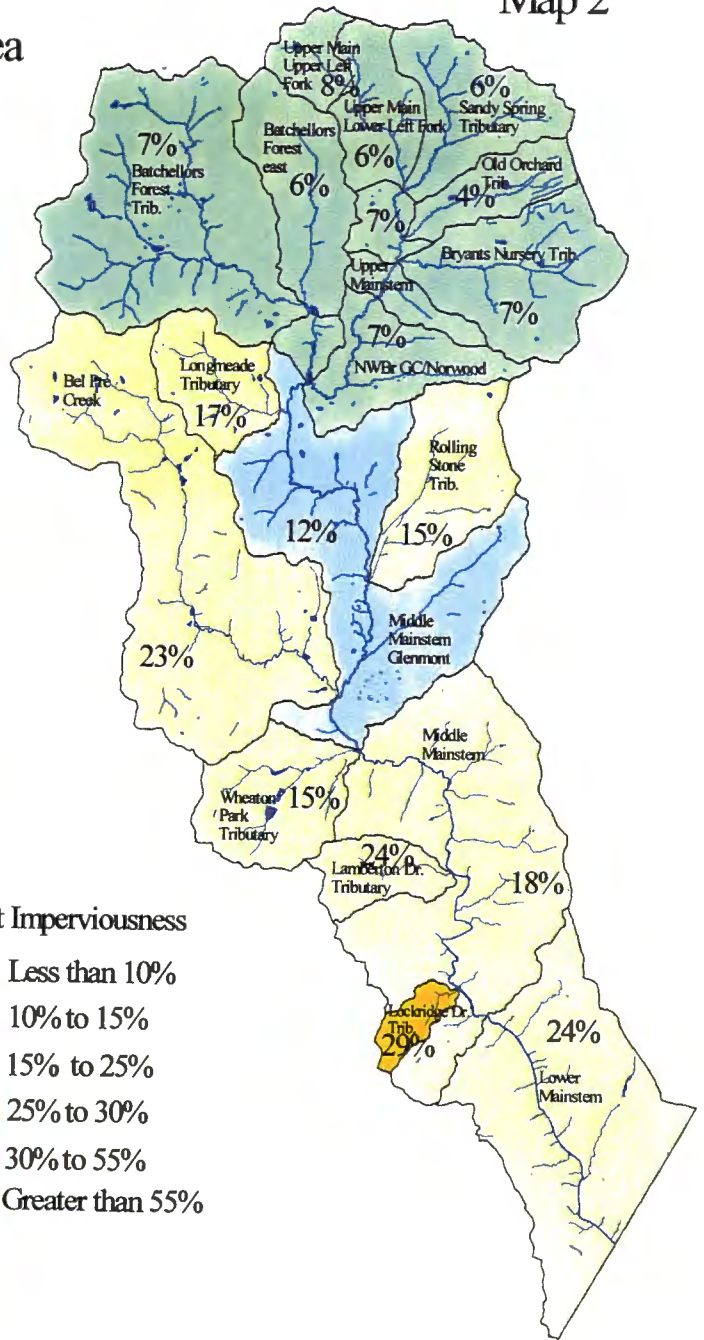 Map 2
ea
Upper Main
Upper Left
Fork 8%
6%
Sandy Spring
Tributary
Upper Main
Lower Left Fork
6%
7%
Batchellors
Forest
Trib.
Batchellors
Forest
east
6%
Old Orchard
Trib.
4%
7%
Upper
Mainstem
Bryants Nursery Trib.
7%
7%
NWBr GC/Norwood
Bel Pre
Creek
Longmeade
Tributary
17%
Rolling
Stone
Trib.
15%
12%
Middle
Mainstem
Glenmont
23%
Middle
Mainstem
Wheaton
Park
Tributary
15%
24%
Lamberton Dr.
Tributary
18%
t Imperviousness
Less than 10%
10% to 15%
15% to 25%
25% to 30%
30% to 55%
Greater than 55%
Lockridge Dr.
Trib.
29%
24%
Lower
Mainstem